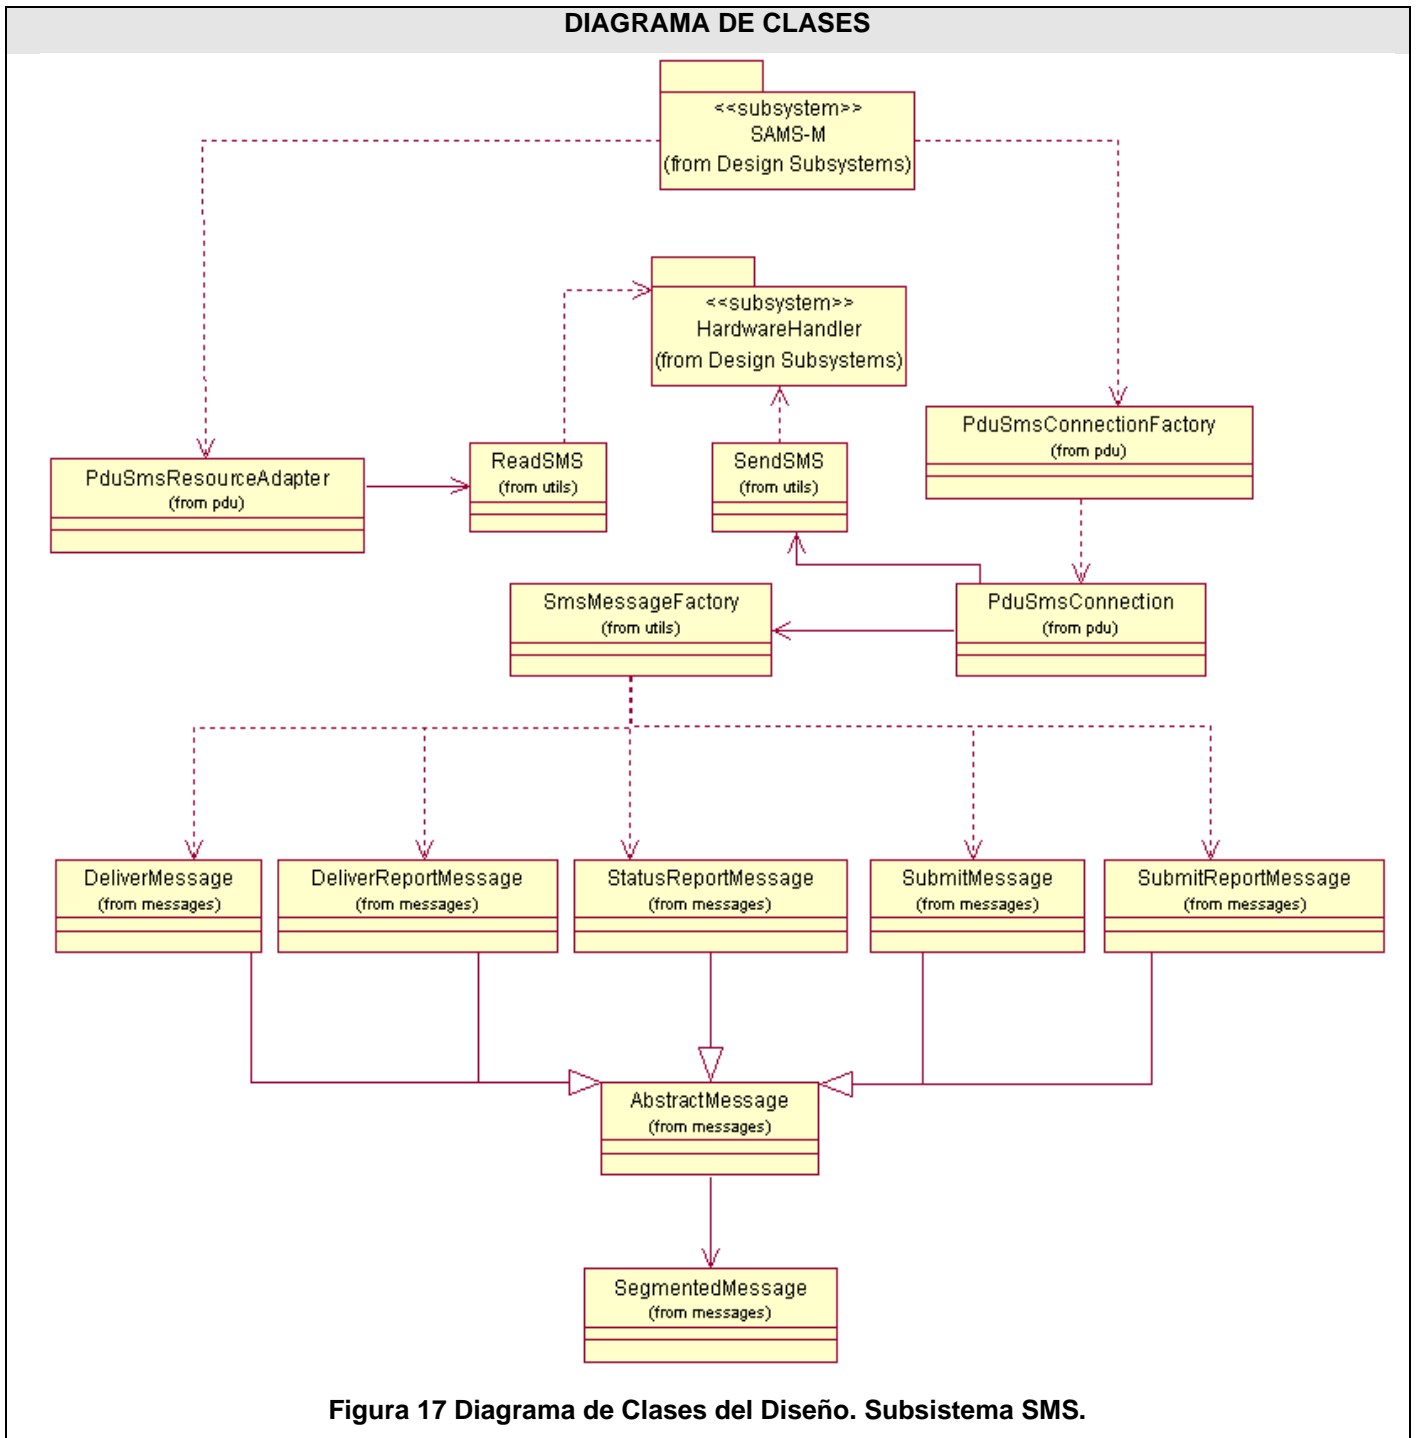 DIAGRAMA DE CLASES
<<subsystem>>
SAMS-M
(from Design Subsystems)
<<subsystem>>
HardwareHandler
(from Design Subsystems)
PduSmsResourceAdapter
(from pdu)
ReadSMS
(from utils)
SendSMS
(from utils)
PduSmsConnectionFactory
(from pdu)
SmsMessageFactory
(from utils)
PduSmsConnection
(from pdu)
DeliverMessage
(from messages)
DeliverReportMessage
(from messages)
StatusReportMessage
(from messages)
SubmitMessage
(from messages)
SubmitReportMessage
(from messages)
AbstractMessage
(from messages)
SegmentedMessage
(from messages)
Figura 17 Diagrama de Clases del Diseño. Subsistema SMS.